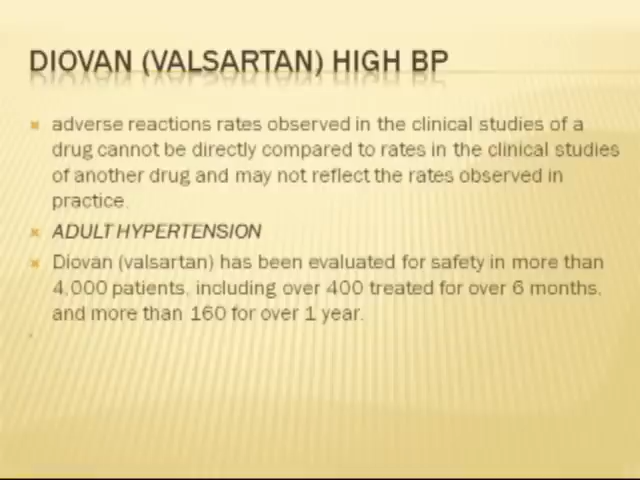 DIOVAN (VALSARTAN) HIGH BP
adverse reactions rates observed in the clinical studies of a
drug cannot be directly compared to rates in the clinical studies
of another drug and may not reflect the rates observed in
practice.
ADULT HYPERTENSION
Diovan (valsartan) has been evaluated for safety in more than
4,000 patients, including over 400 treated for over 6 months,
and more than 160 for over 1 year.